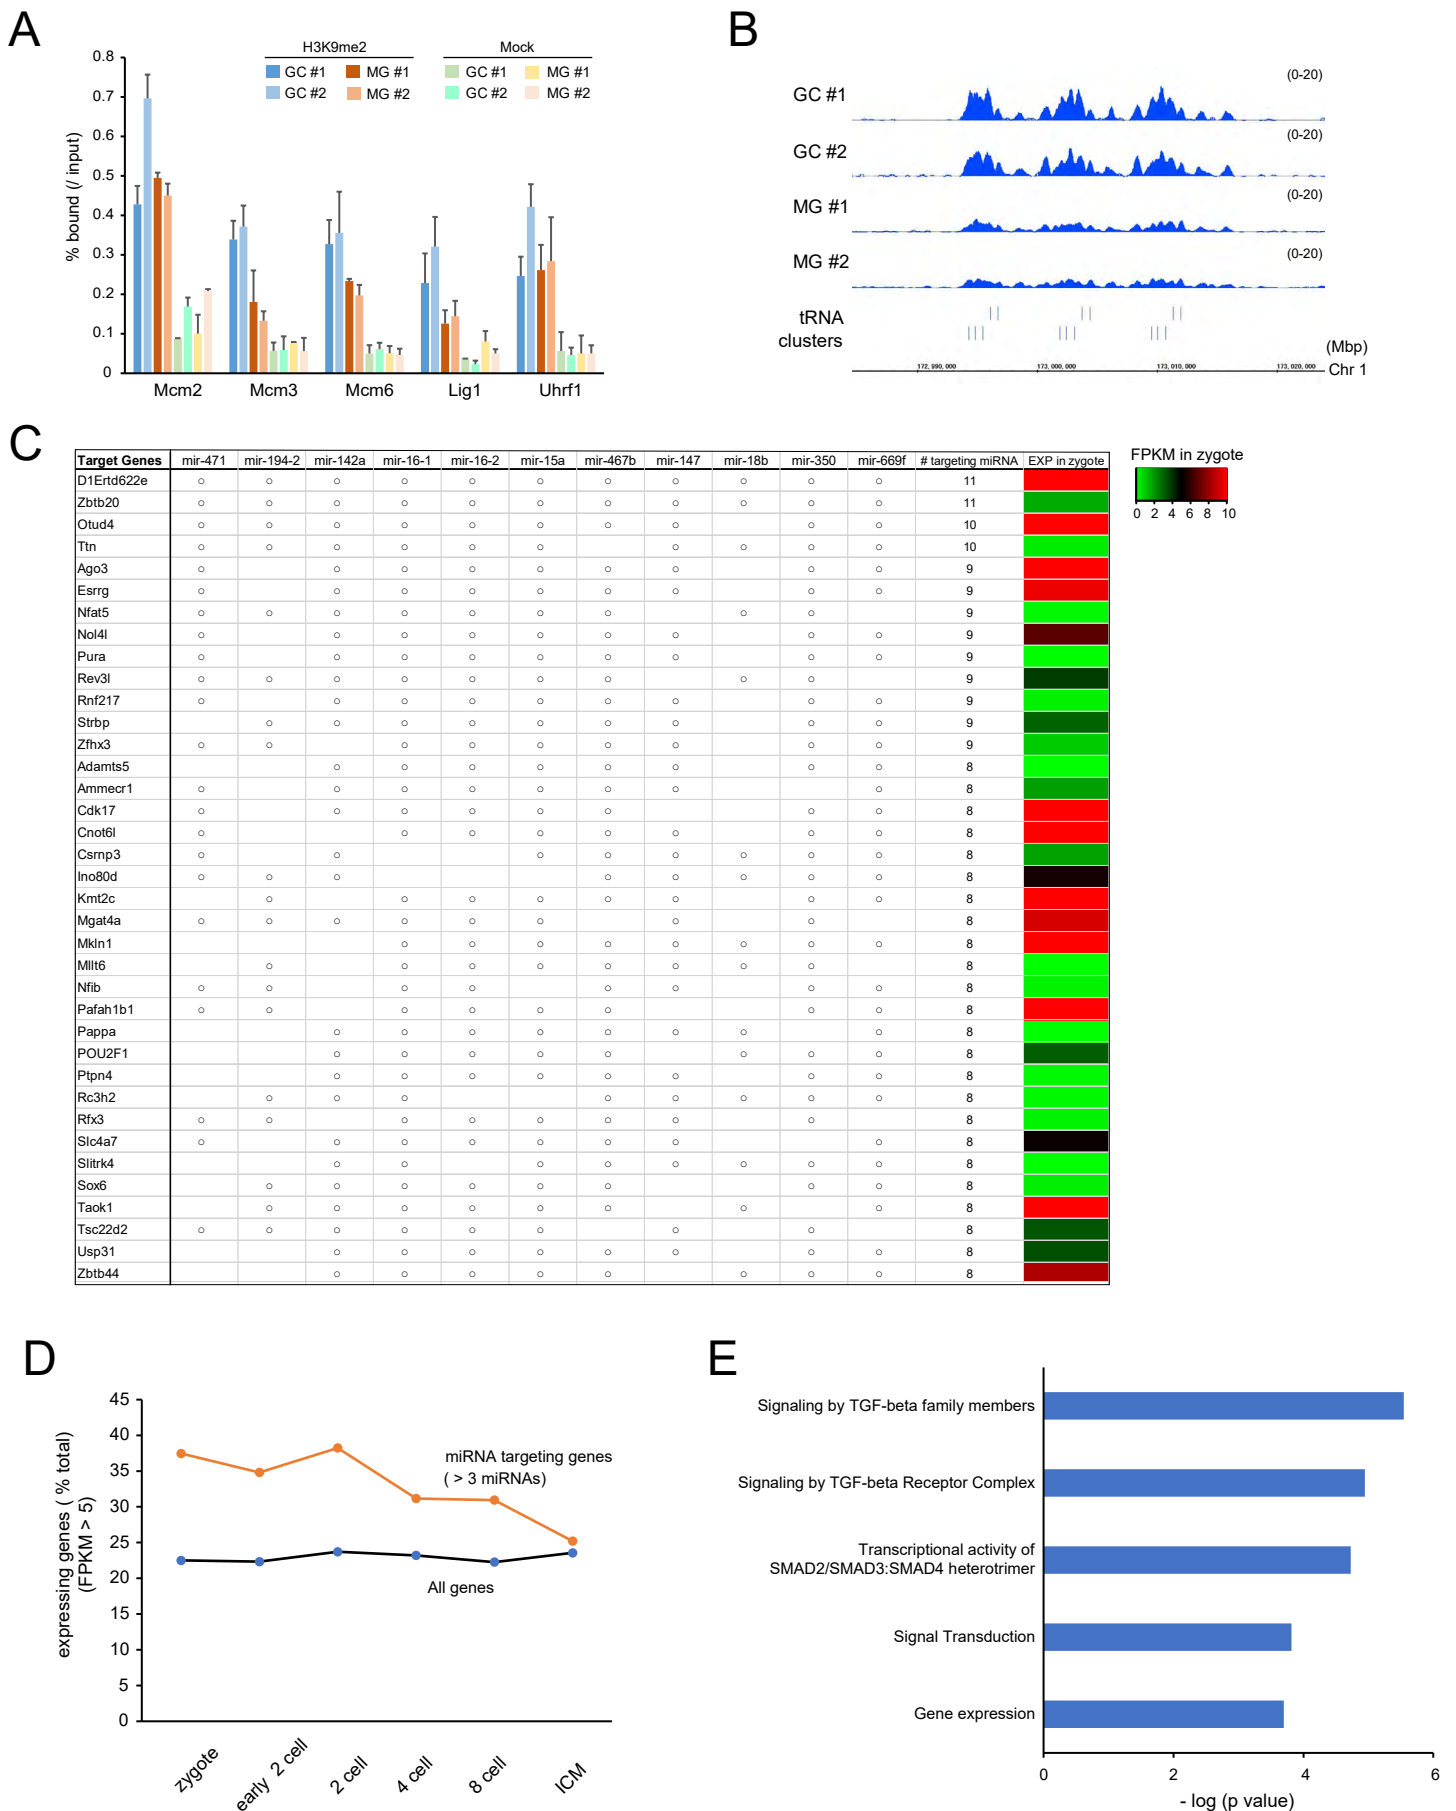 A
H3K9me2 Mock
GC #1 MG #1 GC #1 MG #1
GC #2 MG #2 GC #2 MG #2
% bound (/ input)
0.8
0.7
0.6
0.5
0.4
0.3
0.2
0.1
0
Mcm2 Mcm3 Mcm6 Lig1 Uhrf1
B
GC #1 (0-20)
GC #2 (0-20)
MG #1 (0-20)
MG #2 (0-20)
tRNA
clusters
(Mbp)
172,990,000 173,000,000 173,010,000 173,020,000 Chr 1
C
Target Genes mir-471 mir-194-2 mir-142a mir-16-1 mir-16-2 mir-15a mir-467b mir-147 mir-18b mir-350 mir-669f # targeting miRNA EXP in zygote
D1Ertd622e 11
Zbtb20 11
Otud4 10
Ttn 10
Ago3 9
Esrrg 9
Nfat5 9
Nol4l 9
Pura 9
Rev3l 9
Rnf217 9
Strbp 9
Zfhx3 9
Adamts5 8
Ammecr1 8
Cdk17 8
Cnot6l 8
Csrnp3 8
Ino80d 8
Kmt2c 8
Mgat4a 8
Mkln1 8
Mllt6 8
Nfib 8
Pafah1b1 8
Pappa 8
POU2F1 8
Ptpn4 8
Rc3h2 8
Rfx3 8
Slc4a7 8
Slitrk4 8
Sox6 8
Taok1 8
Tsc22d2 8
Usp31 8
Zbtb44 8
FPKM in zygote
0 2 4 6 8 10
D
expressing genes ( % total)
(FPKM > 5)
45
40
35
30
25
20
15
10
5
0
miRNA targeting genes
( > 3 miRNAs)
All genes
zygote early 2 cell 2 cell 4 cell 8 cell ICM
E
Signaling by TGF-beta family members
Signaling by TGF-beta Receptor Complex
Transcriptional activity of
SMAD2/SMAD3:SMAD4 heterotrimer
Signal Transduction
Gene expression
0 2 4 6
- log (p value)